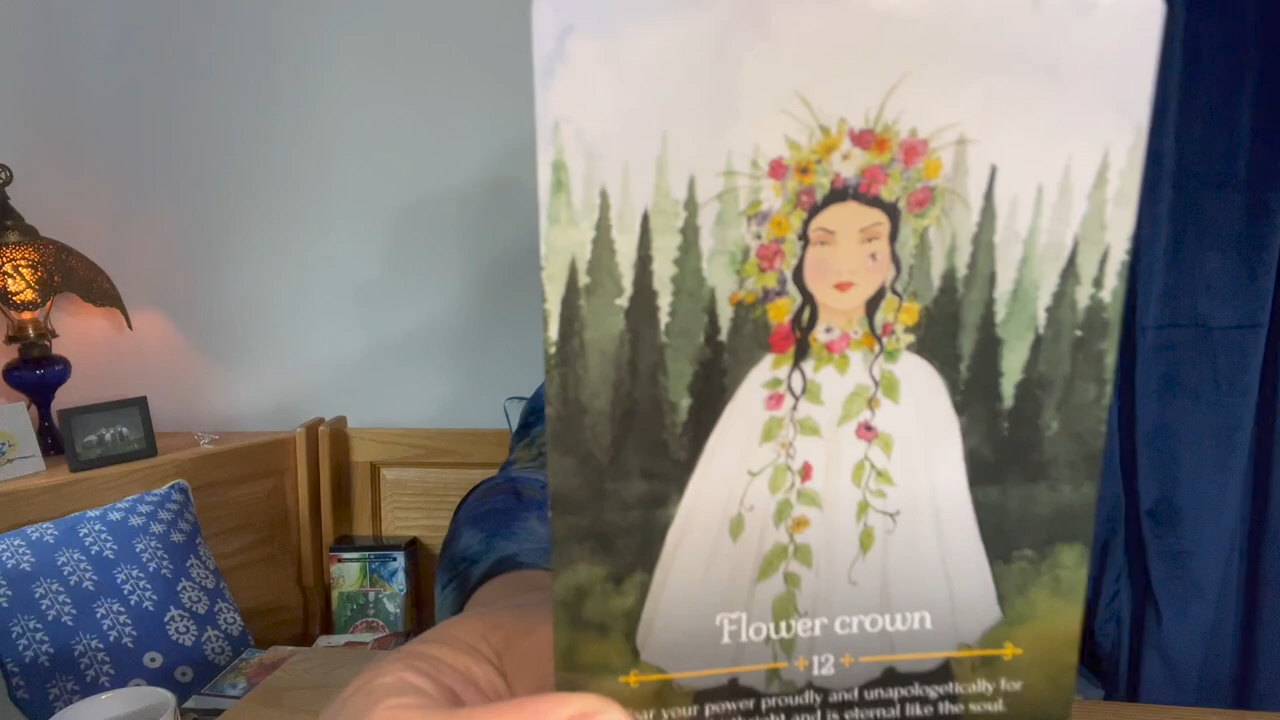 Flower crown
12
your power proudly and unapologetically for
and is eternal like the soul.